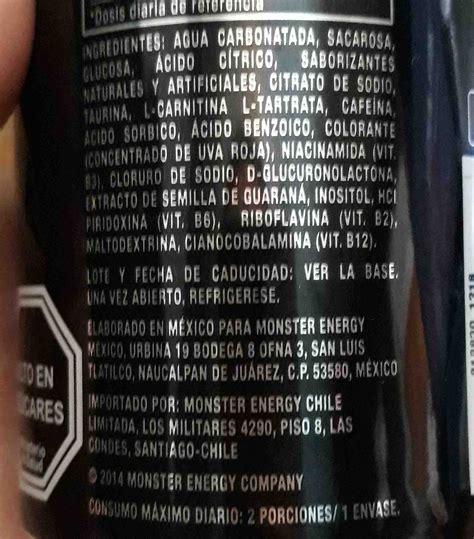 *Dosis diaria de referencia
INGREDIENTES: AGUA CARBONATADA, SACAROSA,
GLUCOSA, ÁCIDO CÍTRICO, SABORIZANTES
NATURALES Y ARTIFICIALES, CITRATO DE SODIO,
TAURINA, L-CARNITINA L-TARTRATA, CAFEÍNA,
ÁCIDO SORBICO, ÁCIDO BENZOICO, COLORANTE
(CONCENTRADO DE UVA ROJA), NIACINAMIDA (VIT.
B3), CLORURO DE SODIO, D-GLUCURONOLACTONA,
EXTRACTO DE SEMILLA DE GUARANÁ, INOSITOL, HCl
PIRIDOXINA (VIT. B6), RIBOFLAVINA (VIT. B2),
MALTODEXTRINA, CIANOCOBALAMINA (VIT. B12).
LOTE Y FECHA DE CADUCIDAD: VER LA BASE.
UNA VEZ ABIERTO, REFRIGERESE.
ELABORADO EN MÉXICO PARA MONSTER ENERGY
MÉXICO, URBINA 19 BODEGA 8 OFNA 3, SAN LUIS
TLATILCO, NAUCALPAN DE JUÁREZ, C.P. 53580, MÉXICO
IMPORTADO POR: MONSTER ENERGY CHILE
LIMITADA, LOS MILITARES 4290, PISO 8, LAS
CONDES, SANTIAGO-CHILE
© 2014 MONSTER ENERGY COMPANY
CONSUMO MÁXIMO DIARIO: 2 PORCIONES/ 1 ENVASE.
EN